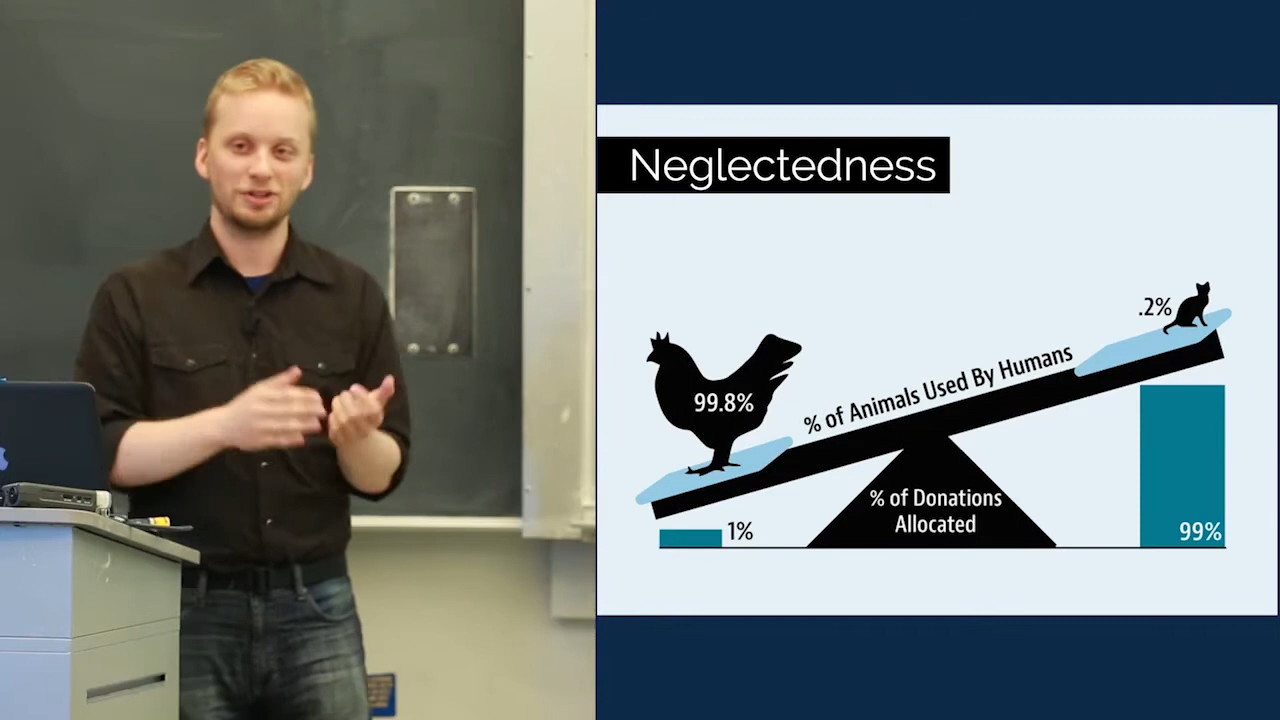 Neglectedness
.2%
99.8%
% of Animals Used By Humans
% of Donations
Allocated
1%
99%